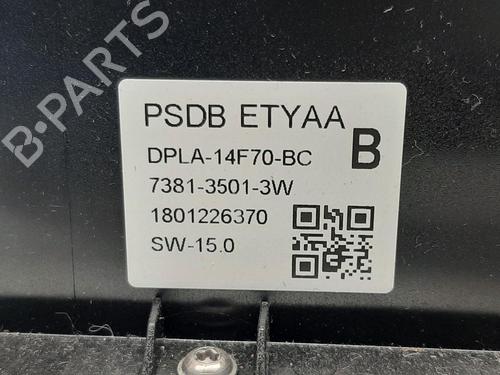 PSDB ETYAA
DPLA-14F70-BC
B
7381-3501-3W
1801226370
SW-15.0
B-PARTS